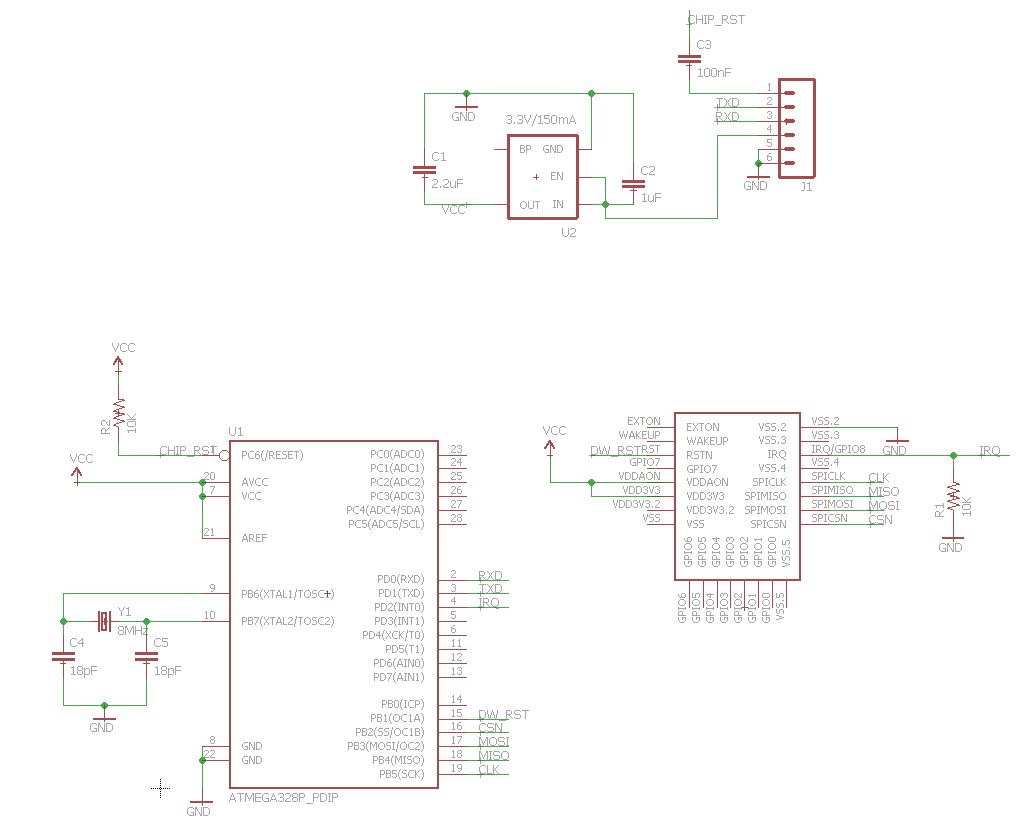 CHIP_RST
C3
100nF
1
TXD 2
RXD 3
4
5
6
GND
J1
GND
3.3V/150mA
C1
2.2uF
VCC
BP GND
EN
OUT IN
U2
C2
1uF
VCC
R2
10K
CHIP_RST
1
VCC
U1
PC6(/RESET)
20 AVCC
7 VCC
21 AREF
9 PB6(XTAL1/TOSC1)
10 PB7(XTAL2/TOSC2)
Y1
8MHz
C4
18pF
C5
18pF
GND
8 GND
22 GND
GND
ATMEGA328P_PDIP
PC0(ADC0) 23
PC1(ADC1) 24
PC2(ADC2) 25
PC3(ADC3) 26
PC4(ADC4/SDA) 27
PC5(ADC5/SCL) 28
PD0(RXD) 2 RXD
PD1(TXD) 3 TXD
PD2(INT0) 4 IRQ
PD3(INT1) 5
PD4(XCK/T0) 6
PD5(T1) 11
PD6(AIN0) 12
PD7(AIN1) 13
PB0(ICP) 14
PB1(OC1A) 15 DW_RST
PB2(SS/OC1B) 16 CSN
PB3(MOSI/OC2) 17 MOSI
PB4(MISO) 18 MISO
PB5(SCK) 19 CLK
VCC
EXTON EXTON
WAKEUP WAKEUP
DW_RST RST RSTN
GPIO7 GPIO7
VDDAON VDDAON
VDD3V3 VDD3V3
VDD3V3.2 VDD3V3.2
VSS VSS
VSS.2 VSS.2
VSS.3 VSS.3
IRQ IRQ/GPIO8
VSS.4 VSS.4
SPICLK SPICLK CLK
SPIMISO SPIMISO MISO
SPIMOSI SPIMOSI MOSI
SPICSN SPICSN CSN
GPIO6 GPIO5 GPIO4 GPIO3 GPIO2 GPIO1 GPIO0 VSS.5
GPIO6 GPIO5 GPIO4 GPIO3 GPIO2 GPIO1 GPIO0 VSS.5
GND
IRQ
R1
10K
GND